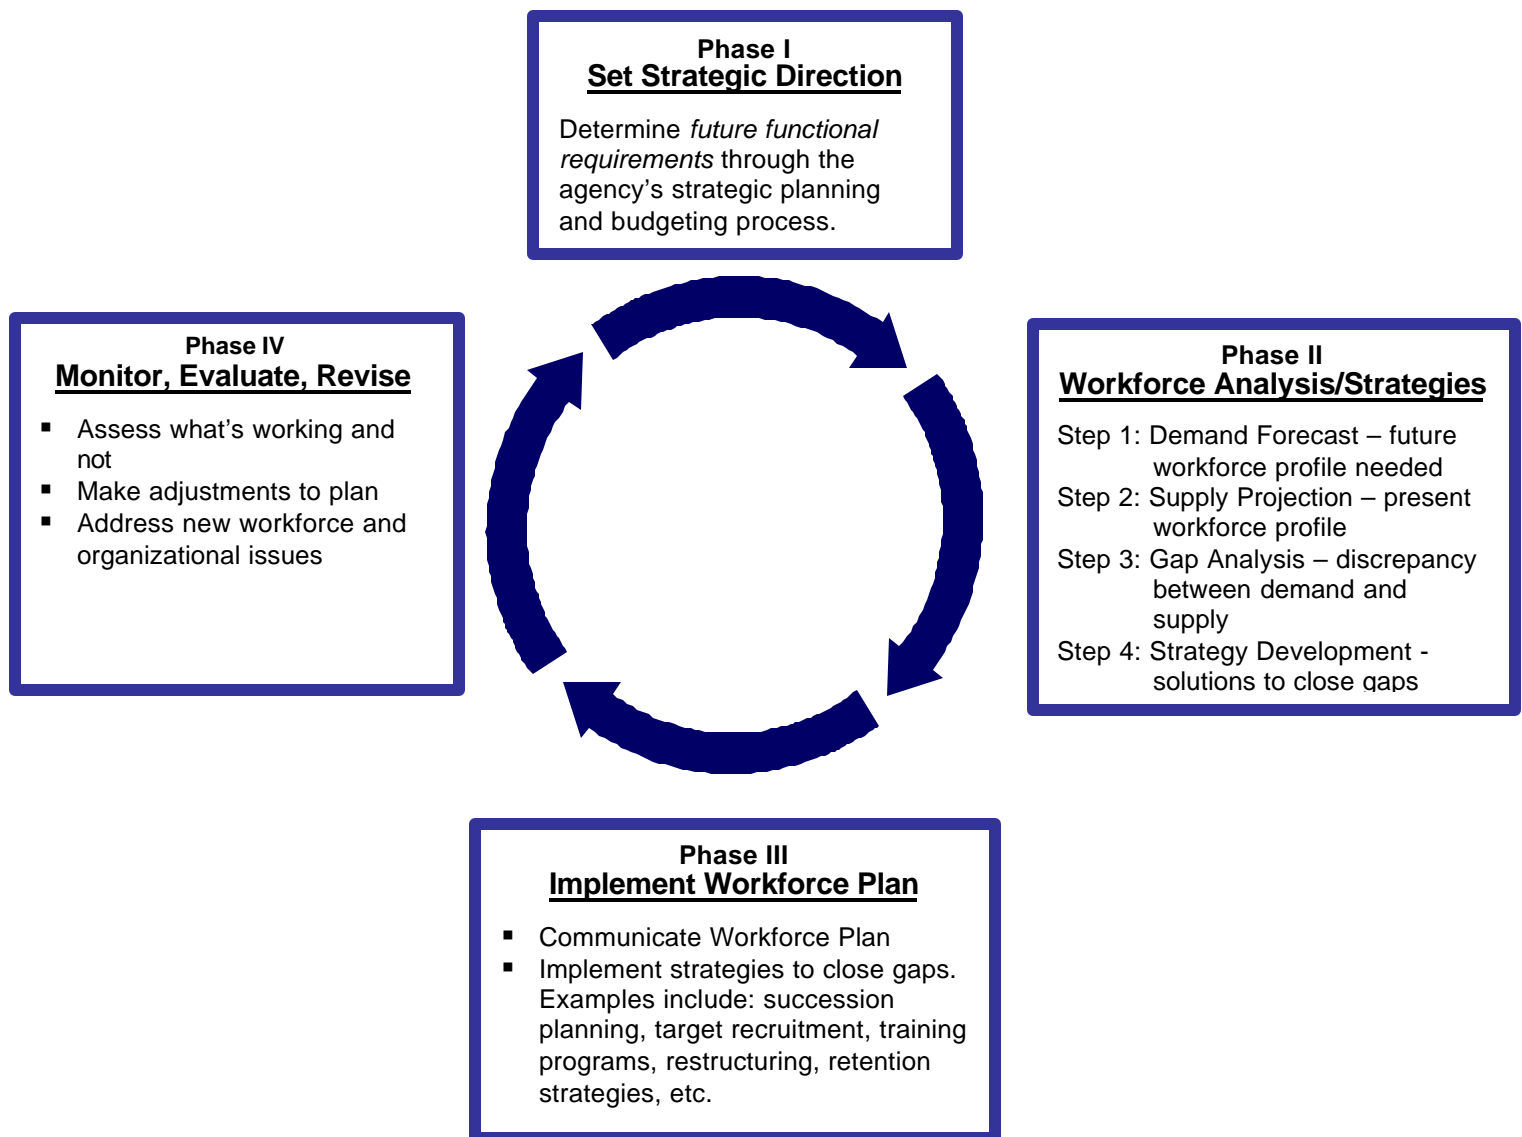 Phase I
Set Strategic Direction
Determine future functional
requirements through the
agency’s strategic planning
and budgeting process.
Phase IV
Monitor, Evaluate, Revise
▪ Assess what’s working and
not
▪ Make adjustments to plan
▪ Address new workforce and
organizational issues
Phase II
Workforce Analysis/Strategies
Step 1: Demand Forecast – future
workforce profile needed
Step 2: Supply Projection – present
workforce profile
Step 3: Gap Analysis – discrepancy
between demand and
supply
Step 4: Strategy Development -
solutions to close gaps
Phase III
Implement Workforce Plan
▪ Communicate Workforce Plan
▪ Implement strategies to close gaps.
Examples include: succession
planning, target recruitment, training
programs, restructuring, retention
strategies, etc.